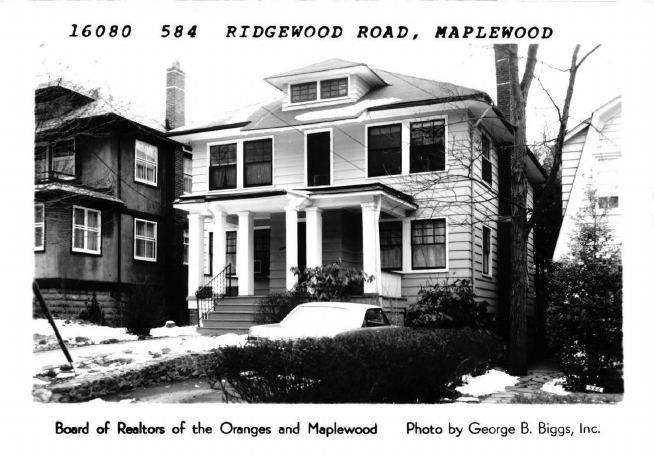 16080 584 RIDGEWOOD ROAD, MAPLEWOOD
Board of Realtors of the Oranges and Maplewood Photo by George B. Biggs, Inc.